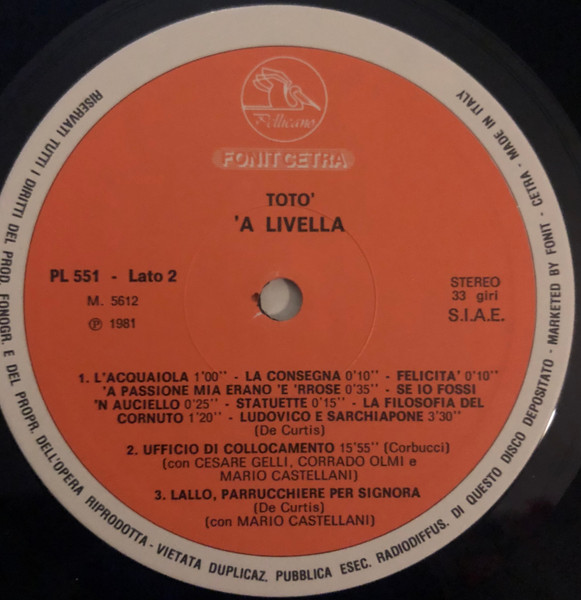 Pellicano
FONIT CETRA
TOTO'
'A LIVELLA
PL 551 - Lato 2
M. 5612
Ⓟ 1981
STEREO
33 giri
S.I.A.E.
1. L'ACQUAIOLA 1'00'' - LA CONSEGNA 0'10'' - FELICITA' 0'10''
'A PASSIONE MIA ERANO 'E 'RROSE 0'35'' - SE IO FOSSI
'N AUCIELLO 0'25'' - STATUETTE 0'15'' - LA FILOSOFIA DEL
CORNUTO 1'20'' - LUDOVICO E SARCHIAPONE 3'30''
(De Curtis)
2. UFFICIO DI COLLOCAMENTO 15'55'' (Corbucci)
(con CESARE GELLI, CORRADO OLMI e
MARIO CASTELLANI)
3. LALLO, PARRUCCHIERE PER SIGNORA
(De Curtis)
(con MARIO CASTELLANI)
RISERVATI TUTTI I DIRITTI DEL PROD. FONOGR. E DEL PROPR. DELL'OPERA RIPRODOTTA - VIETATA DUPLICAZ. PUBBLICA ESEC. RADIODIFFUS. DI QUESTO DISCO DEPOSITATO - MARKETED BY FONIT - CETRA - MADE IN ITALY